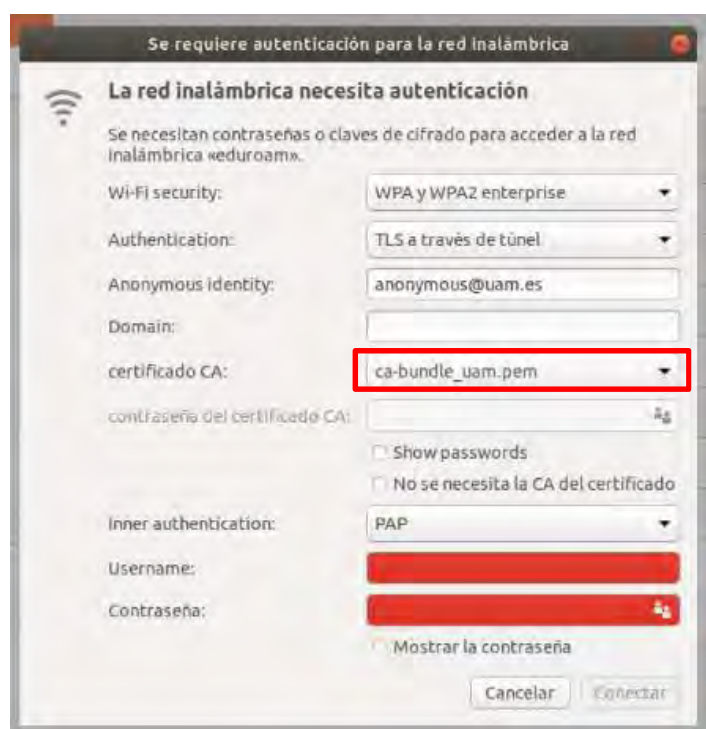 Se requiere autenticación para la red inalámbrica
La red inalámbrica necesita autenticación
Se necesitan contraseñas o claves de cifrado para acceder a la red
inalámbrica «eduroam».
Wi-Fi security: WPA y WPA2 enterprise
Authentication: TLS a través de túnel
Anonymous identity: anonymous@uam.es
Domain:
certificado CA: ca-bundle_uam.pem
contraseña del certificado CA:
Show passwords
No se necesita la CA del certificado
Inner authentication: PAP
Username:
Contraseña:
Mostrar la contraseña
Cancelar Conectar